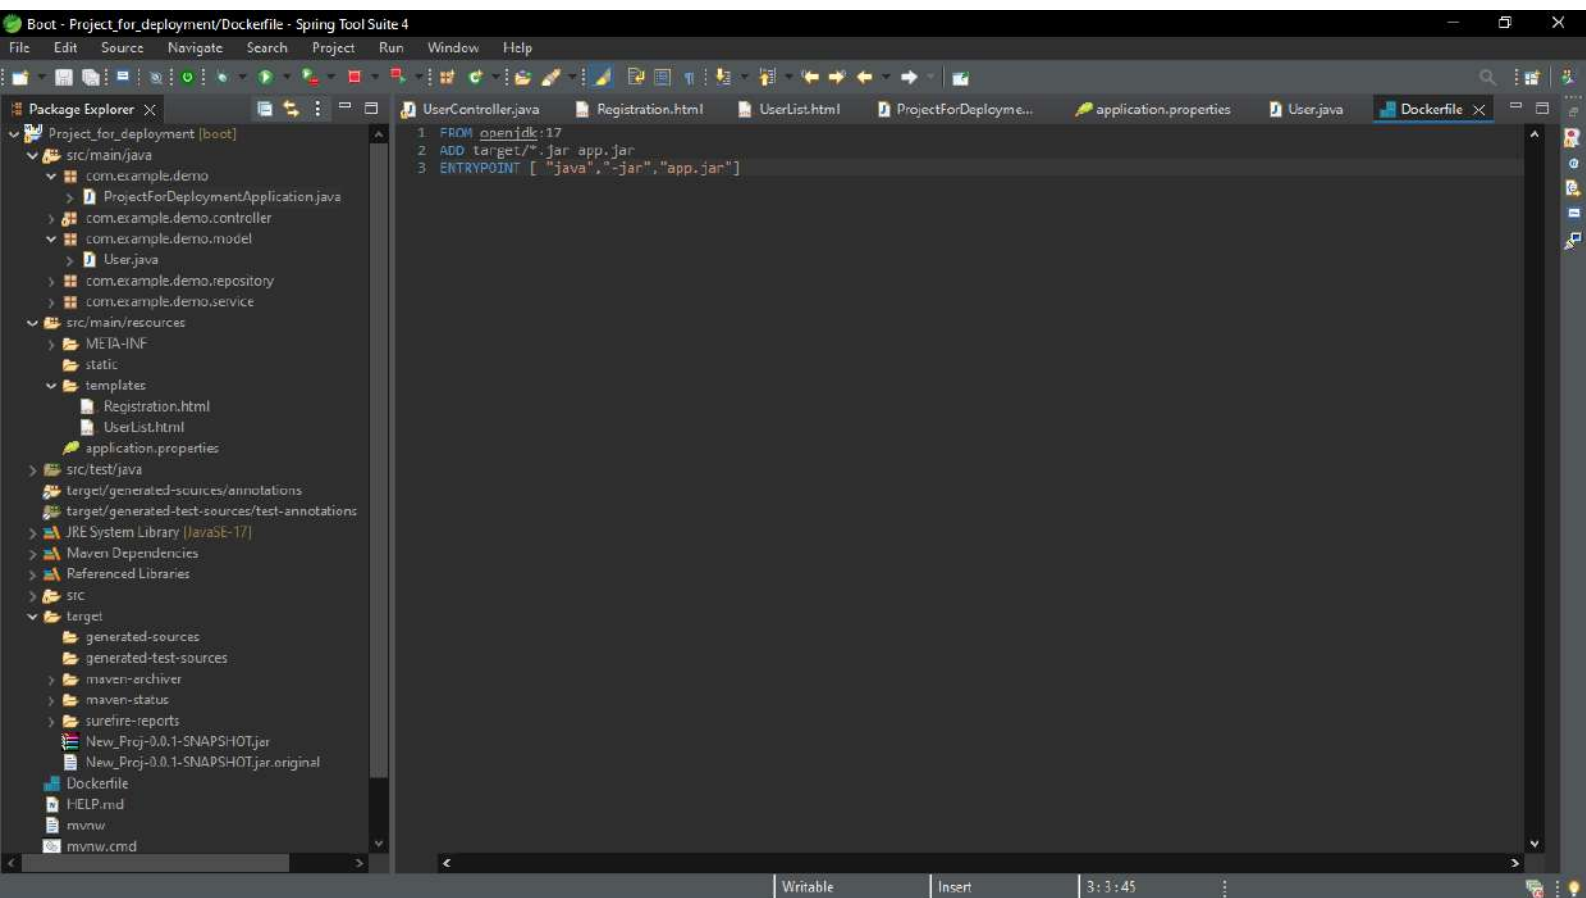 Boot - Project_for_deployment/Dockerfile - Spring Tool Suite 4
File Edit Source Navigate Search Project Run Window Help
Package Explorer
UserController.java Registration.html UserList.html ProjectForDeployme... application.properties User.java Dockerfile
Project_for_deployment [boot]
src/main/java
com.example.demo
ProjectForDeploymentApplication.java
com.example.demo.controller
com.example.demo.model
User.java
com.example.demo.repository
com.example.demo.service
src/main/resources
META-INF
static
templates
Registration.html
UserList.html
application.properties
src/test/java
target/generated-sources/annotations
target/generated-test-sources/test-annotations
JRE System Library [JavaSE-17]
Maven Dependencies
Referenced Libraries
src
target
generated-sources
generated-test-sources
maven-archiver
maven-status
surefire-reports
New_Proj-0.0.1-SNAPSHOT.jar
New_Proj-0.0.1-SNAPSHOT.jar.original
Dockerfile
HELP.md
mvnw
mvnw.cmd
1 FROM openjdk:17
2 ADD target/*.jar app.jar
3 ENTRYPOINT [ "java","-jar","app.jar"]
Writable Insert 3:3:45